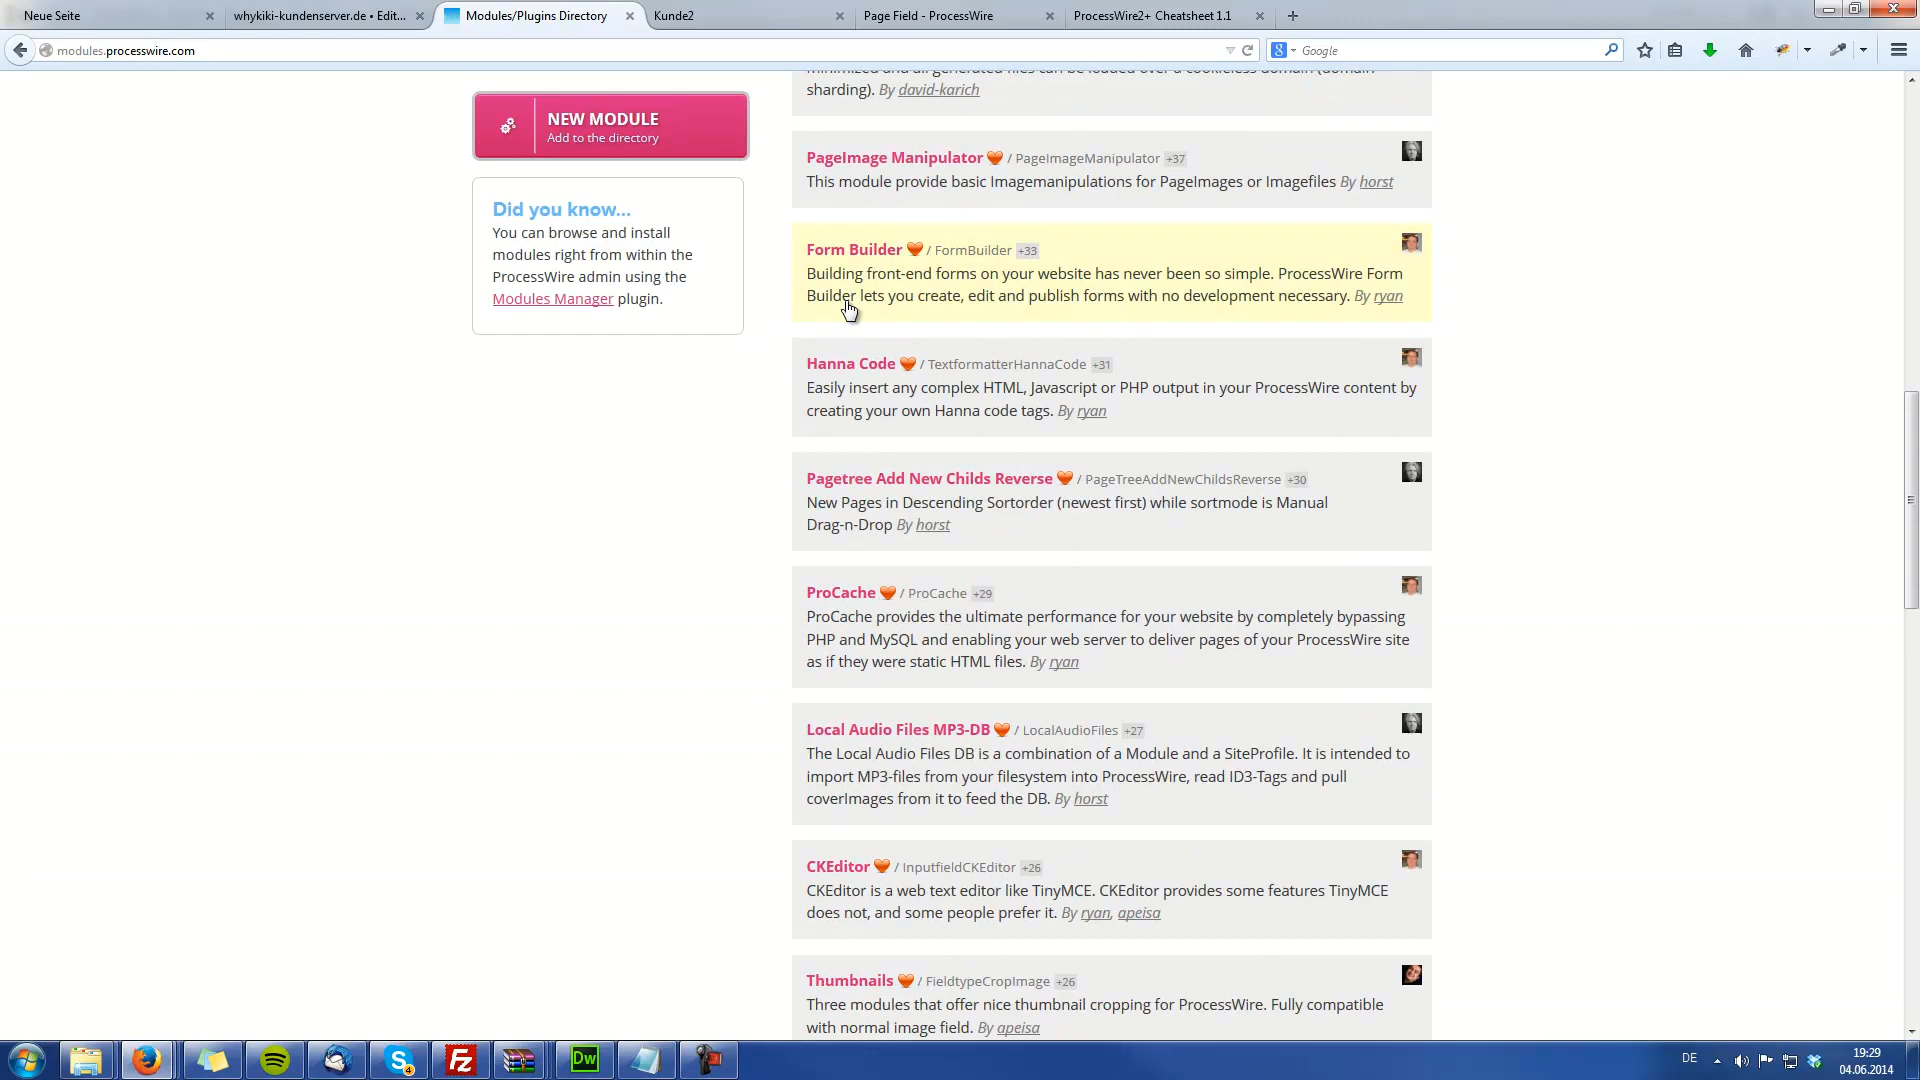 Neue Seite
whykiki-kundenserver.de • Edit...
Modules/Plugins Directory
Kunde2
Page Field - ProcessWire
ProcessWire2+ Cheatsheet 1.1
modules.processwire.com
Google
NEW MODULE
Add to the directory
Did you know...
You can browse and install
modules right from within the
ProcessWire admin using the
Modules Manager plugin.
minimized and all generated files can be loaded over a cookieless domain (domain
sharding). By david-karich
PageImage Manipulator / PageImageManipulator +37
This module provide basic Imagemanipulations for PageImages or Imagefiles By horst
Form Builder / FormBuilder +33
Building front-end forms on your website has never been so simple. ProcessWire Form
Builder lets you create, edit and publish forms with no development necessary. By ryan
Hanna Code / TextformatterHannaCode +31
Easily insert any complex HTML, Javascript or PHP output in your ProcessWire content by
creating your own Hanna code tags. By ryan
Pagetree Add New Childs Reverse / PageTreeAddNewChildsReverse +30
New Pages in Descending Sortorder (newest first) while sortmode is Manual
Drag-n-Drop By horst
ProCache / ProCache +29
ProCache provides the ultimate performance for your website by completely bypassing
PHP and MySQL and enabling your web server to deliver pages of your ProcessWire site
as if they were static HTML files. By ryan
Local Audio Files MP3-DB / LocalAudioFiles +27
The Local Audio Files DB is a combination of a Module and a SiteProfile. It is intended to
import MP3-files from your filesystem into ProcessWire, read ID3-Tags and pull
coverImages from it to feed the DB. By horst
CKEditor / InputfieldCKEditor +26
CKEditor is a web text editor like TinyMCE. CKEditor provides some features TinyMCE
does not, and some people prefer it. By ryan, apeisa
Thumbnails / FieldtypeCropImage +26
Three modules that offer nice thumbnail cropping for ProcessWire. Fully compatible
with normal image field. By apeisa
DE
19:29
04.06.2014